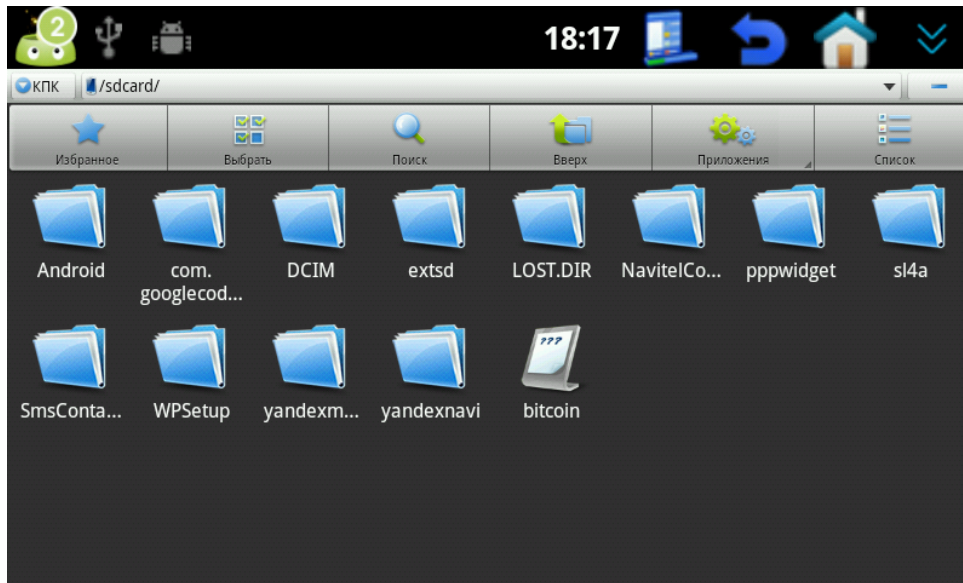 2
18:17
КПК
/sdcard/
Избранное
Выбрать
Поиск
Вверх
Приложения
Список
Android
com.
googlecod...
DCIM
extsd
LOST.DIR
NavitelCo...
pppwidget
sl4a
SmsConta...
WPSetup
yandexm...
yandexnavi
???
bitcoin